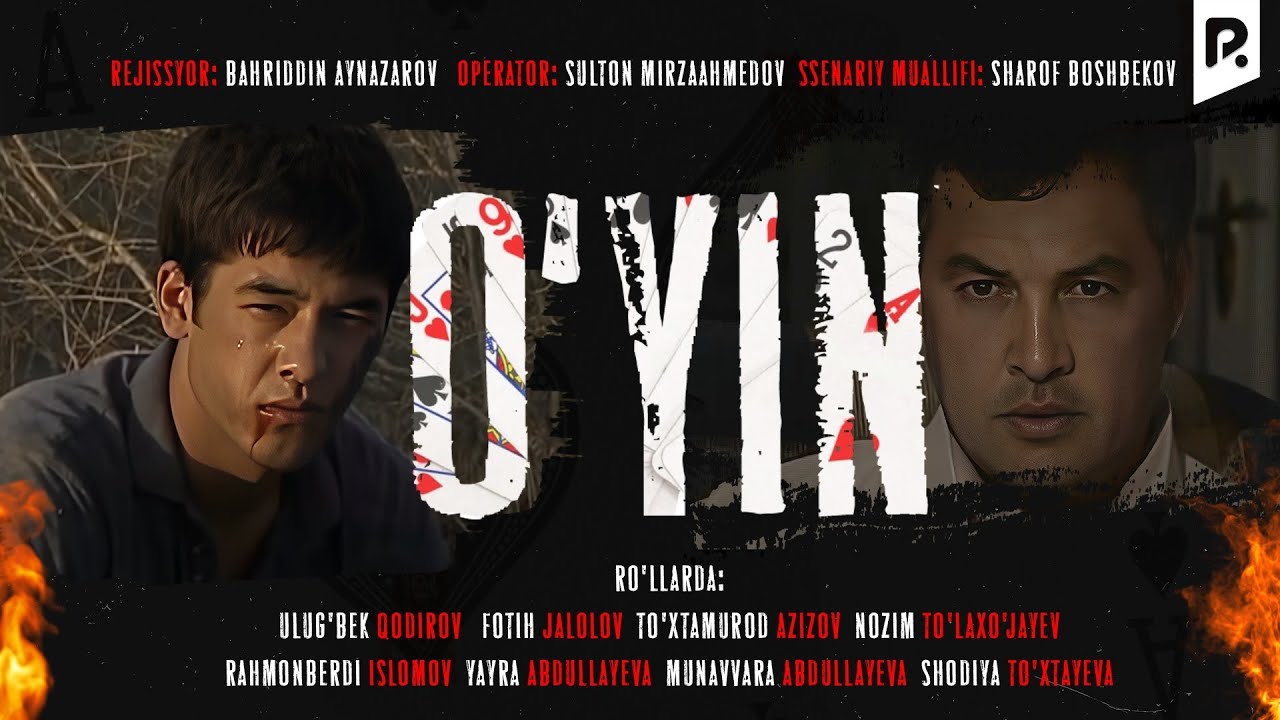 REJISSYOR: BAHRIDDIN AYNAZAROV OPERATOR: SULTON MIRZAAHMEDOV SSENARIY MUALLIFI: SHAROF BOSHBEKOV
P.
O'YIN
RO'LLARDA:
ULUG'BEK QODIROV FOTIH JALOLOV TO'XTAMUROD AZIZOV NOZIM TO'LAXO'JAYEV
RAHMONBERDI ISLOMOV YAYRA ABDULLAYEVA MUNAVVARA ABDULLAYEVA SHODIYA TO'XTAYEVA